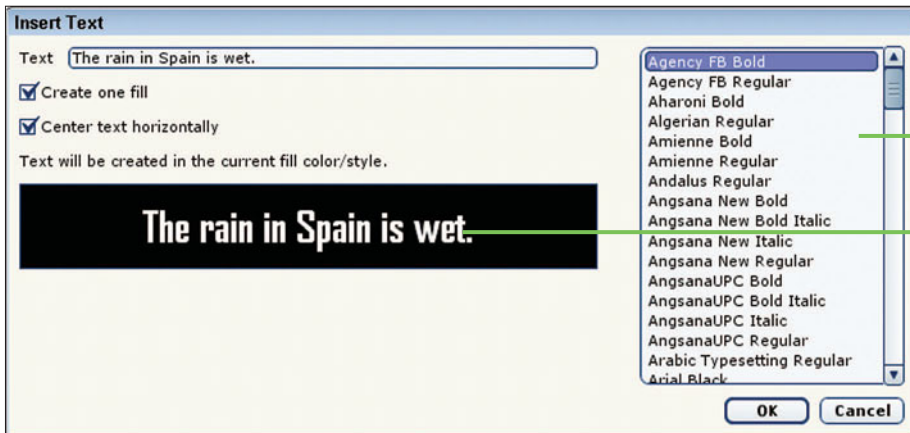 Insert Text
Text The rain in Spain is wet.
Create one fill
Center text horizontally
Text will be created in the current fill color/style.
The rain in Spain is wet.
Agency FB Bold
Agency FB Regular
Aharoni Bold
Algerian Regular
Amienne Bold
Amienne Regular
Andalus Regular
Angsana New Bold
Angsana New Bold Italic
Angsana New Italic
Angsana New Regular
AngsanaUPC Bold
AngsanaUPC Bold Italic
AngsanaUPC Italic
AngsanaUPC Regular
Arabic Typesetting Regular
Arial Black
OK Cancel